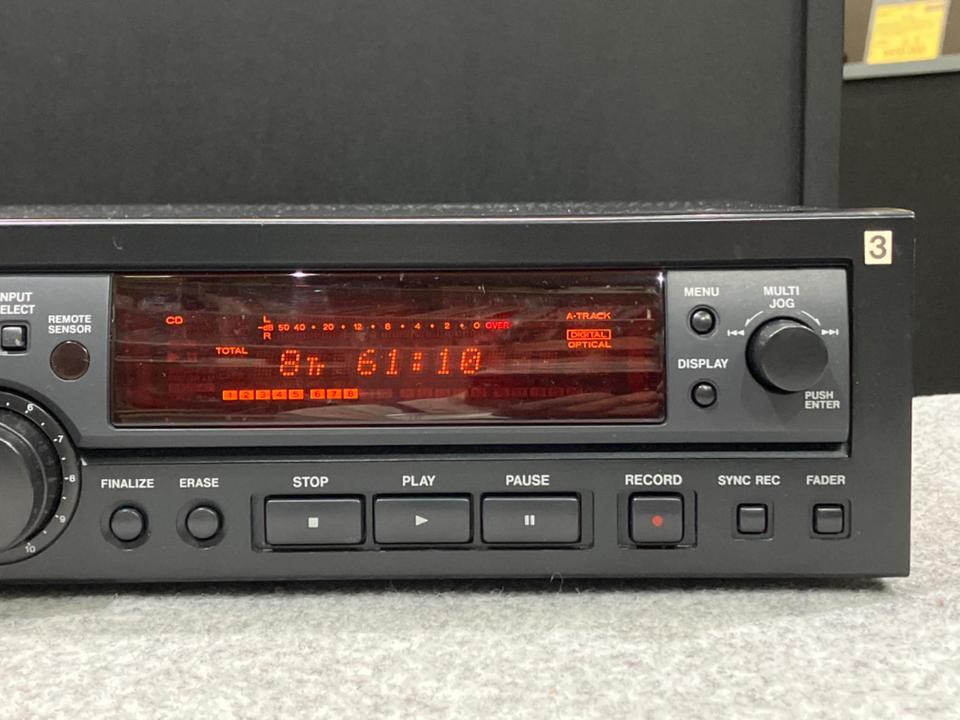 3
INPUT
SELECT
REMOTE
SENSOR
CD
L
-dB 50 40 • 20 • 12 • 8 • 4 • 2 • 0 OVER
R
A-TRACK
DIGITAL
OPTICAL
TOTAL
8Tr 61:10
1 2 3 4 5 6 7 8
MENU
DISPLAY
MULTI
JOG
PUSH
ENTER
6
7
8
9
10
FINALIZE
ERASE
STOP
PLAY
PAUSE
RECORD
SYNC REC
FADER